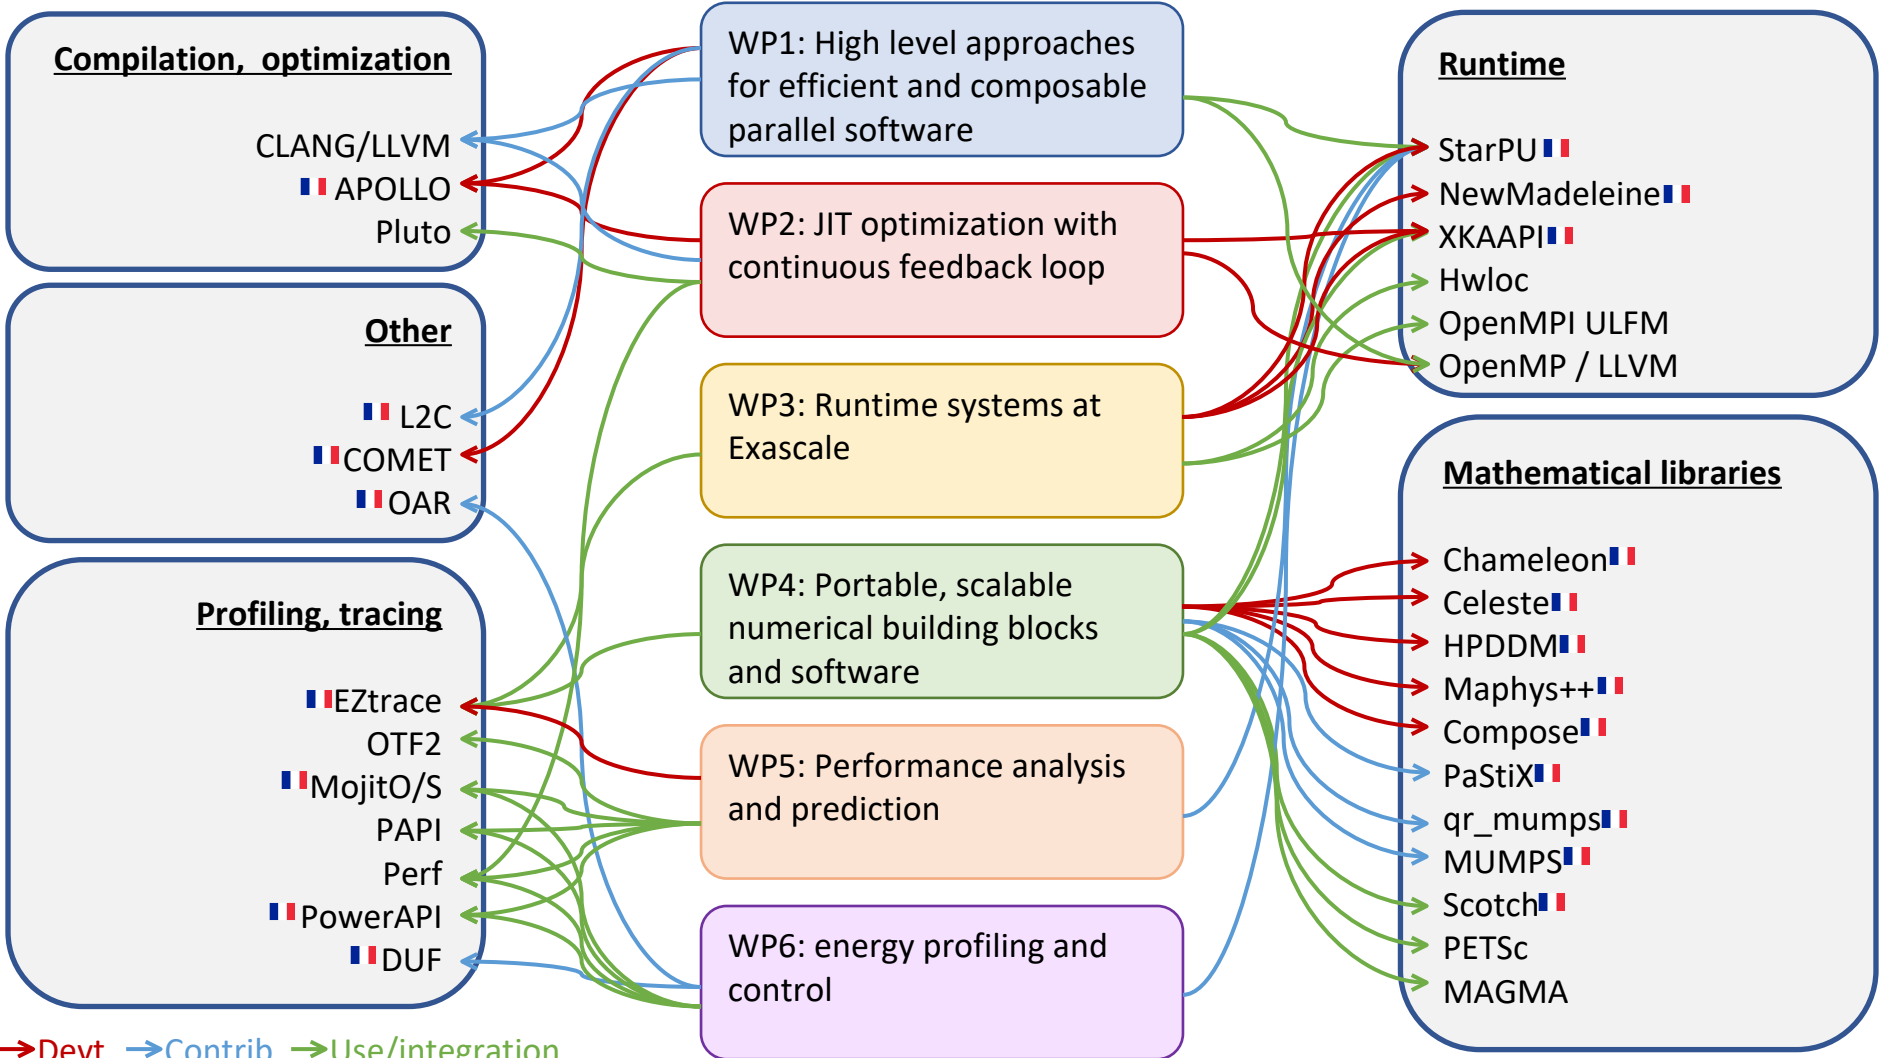 Compilation, optimization
CLANG/LLVM
APOLLO
Pluto
Other
L2C
COMET
OAR
Profiling, tracing
EZtrace
OTF2
MojitO/S
PAPI
Perf
PowerAPI
DUF
WP1: High level approaches
for efficient and composable
parallel software
WP2: JIT optimization with
continuous feedback loop
WP3: Runtime systems at
Exascale
WP4: Portable, scalable
numerical building blocks
and software
WP5: Performance analysis
and prediction
WP6: energy profiling and
control
Runtime
StarPU
NewMadeleine
XKAAPI
Hwloc
OpenMPI ULFM
OpenMP / LLVM
Mathematical libraries
Chameleon
Celeste
HPDDM
Maphys++
Compose
PaStiX
qr_mumps
MUMPS
Scotch
PETSc
MAGMA
Devt Contrib Use/integration